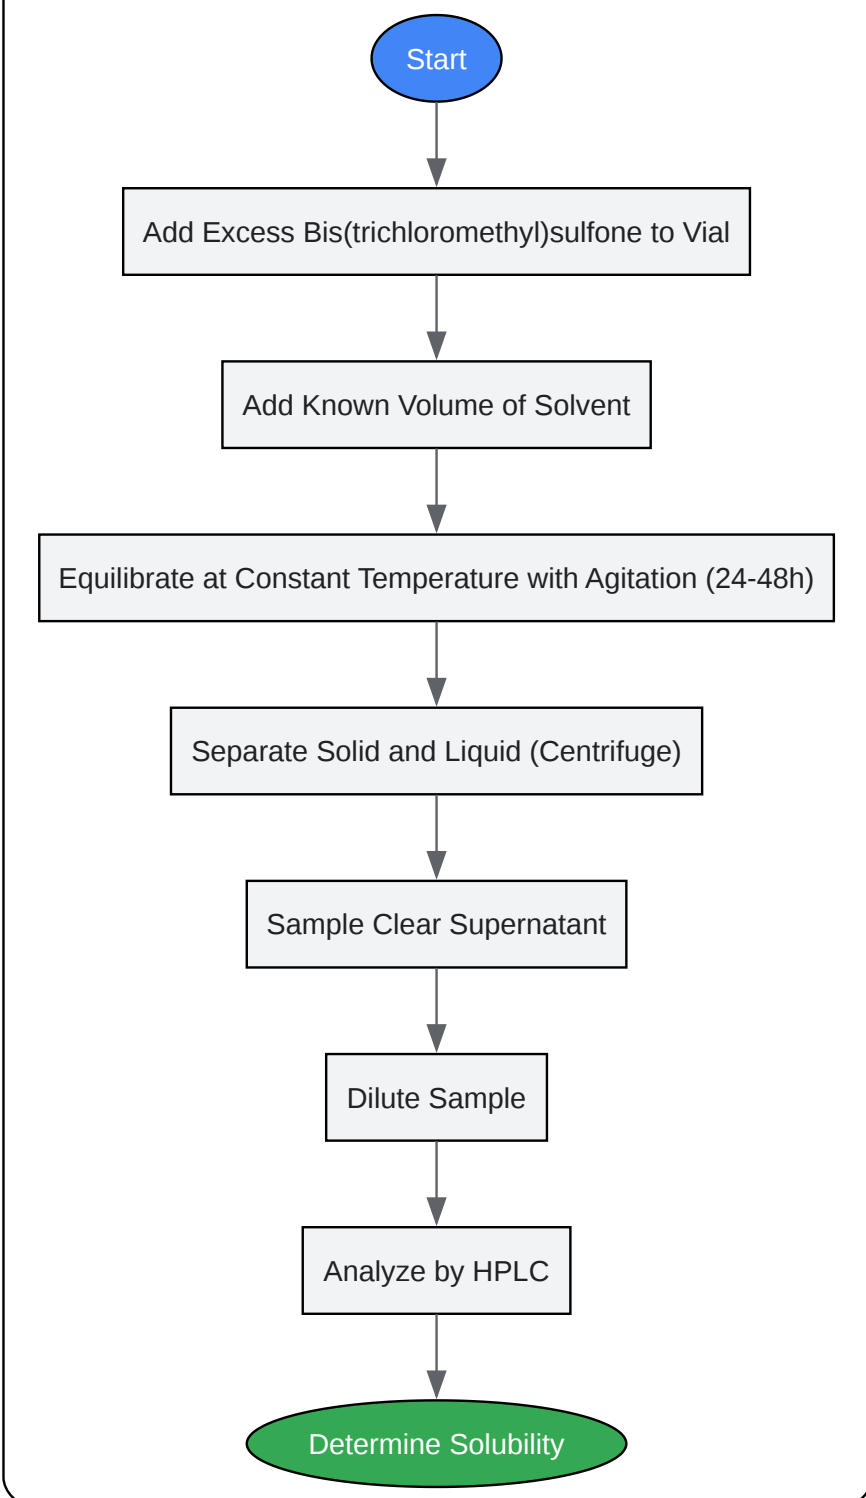 Start
Add Excess Bis(trichloromethyl)sulfone to Vial
Add Known Volume of Solvent
Equilibrate at Constant Temperature with Agitation (24-48h)
Separate Solid and Liquid (Centrifuge)
Sample Clear Supernatant
Dilute Sample
Analyze by HPLC
Determine Solubility